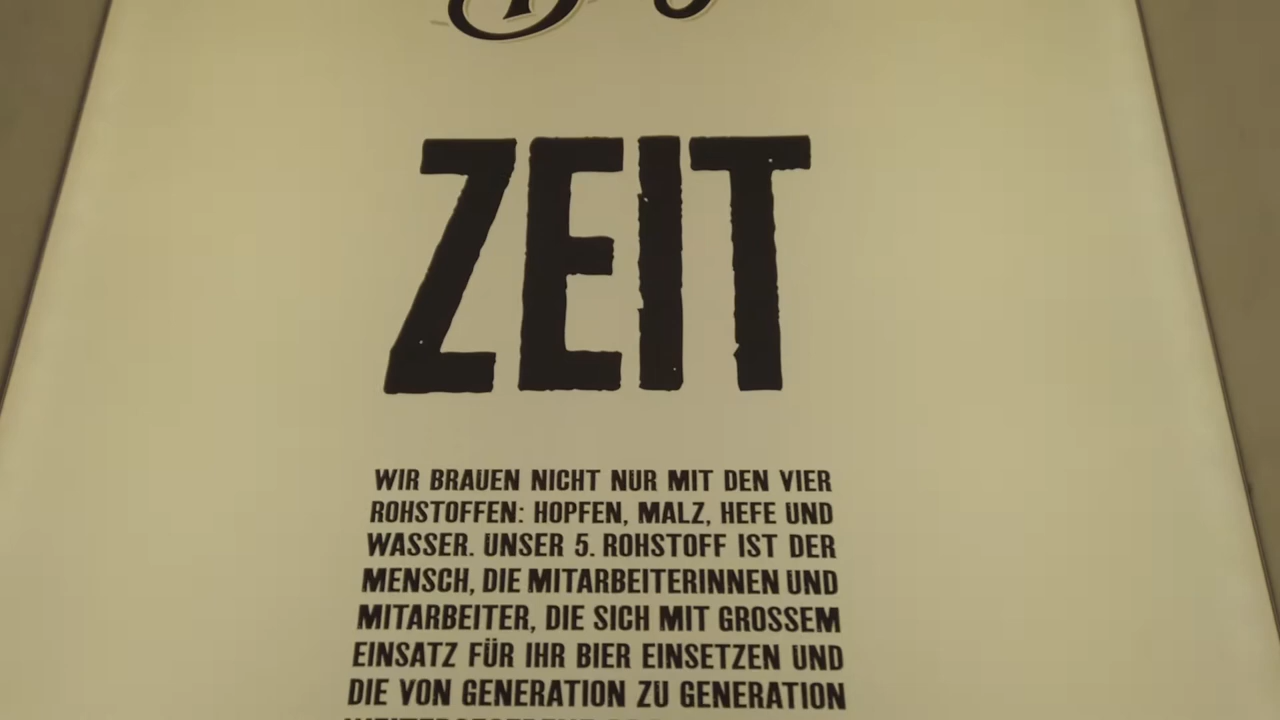 ZEIT
WIR BRAUEN NICHT NUR MIT DEN VIER
ROHSTOFFEN: HOPFEN, MALZ, HEFE UND
WASSER. UNSER 5. ROHSTOFF IST DER
MENSCH, DIE MITARBEITERINNEN UND
MITARBEITER, DIE SICH MIT GROSSEM
EINSATZ FÜR IHR BIER EINSETZEN UND
DIE VON GENERATION ZU GENERATION